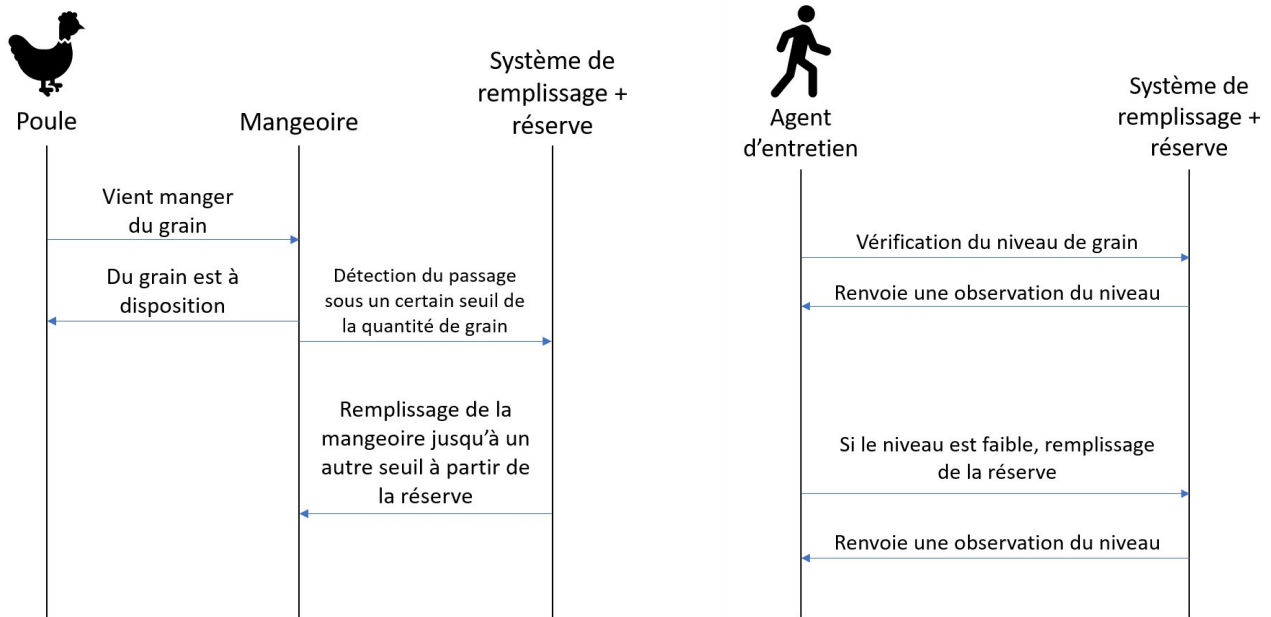 Poule
Mangeoire
Système de
remplissage +
réserve
Vient manger
du grain
Du grain est à
disposition
Détection du passage
sous un certain seuil de
la quantité de grain
Remplissage de la
mangeoire jusqu’à un
autre seuil à partir de
la réserve
Agent
d’entretien
Système de
remplissage +
réserve
Vérification du niveau de grain
Renvoie une observation du niveau
Si le niveau est faible, remplissage
de la réserve
Renvoie une observation du niveau